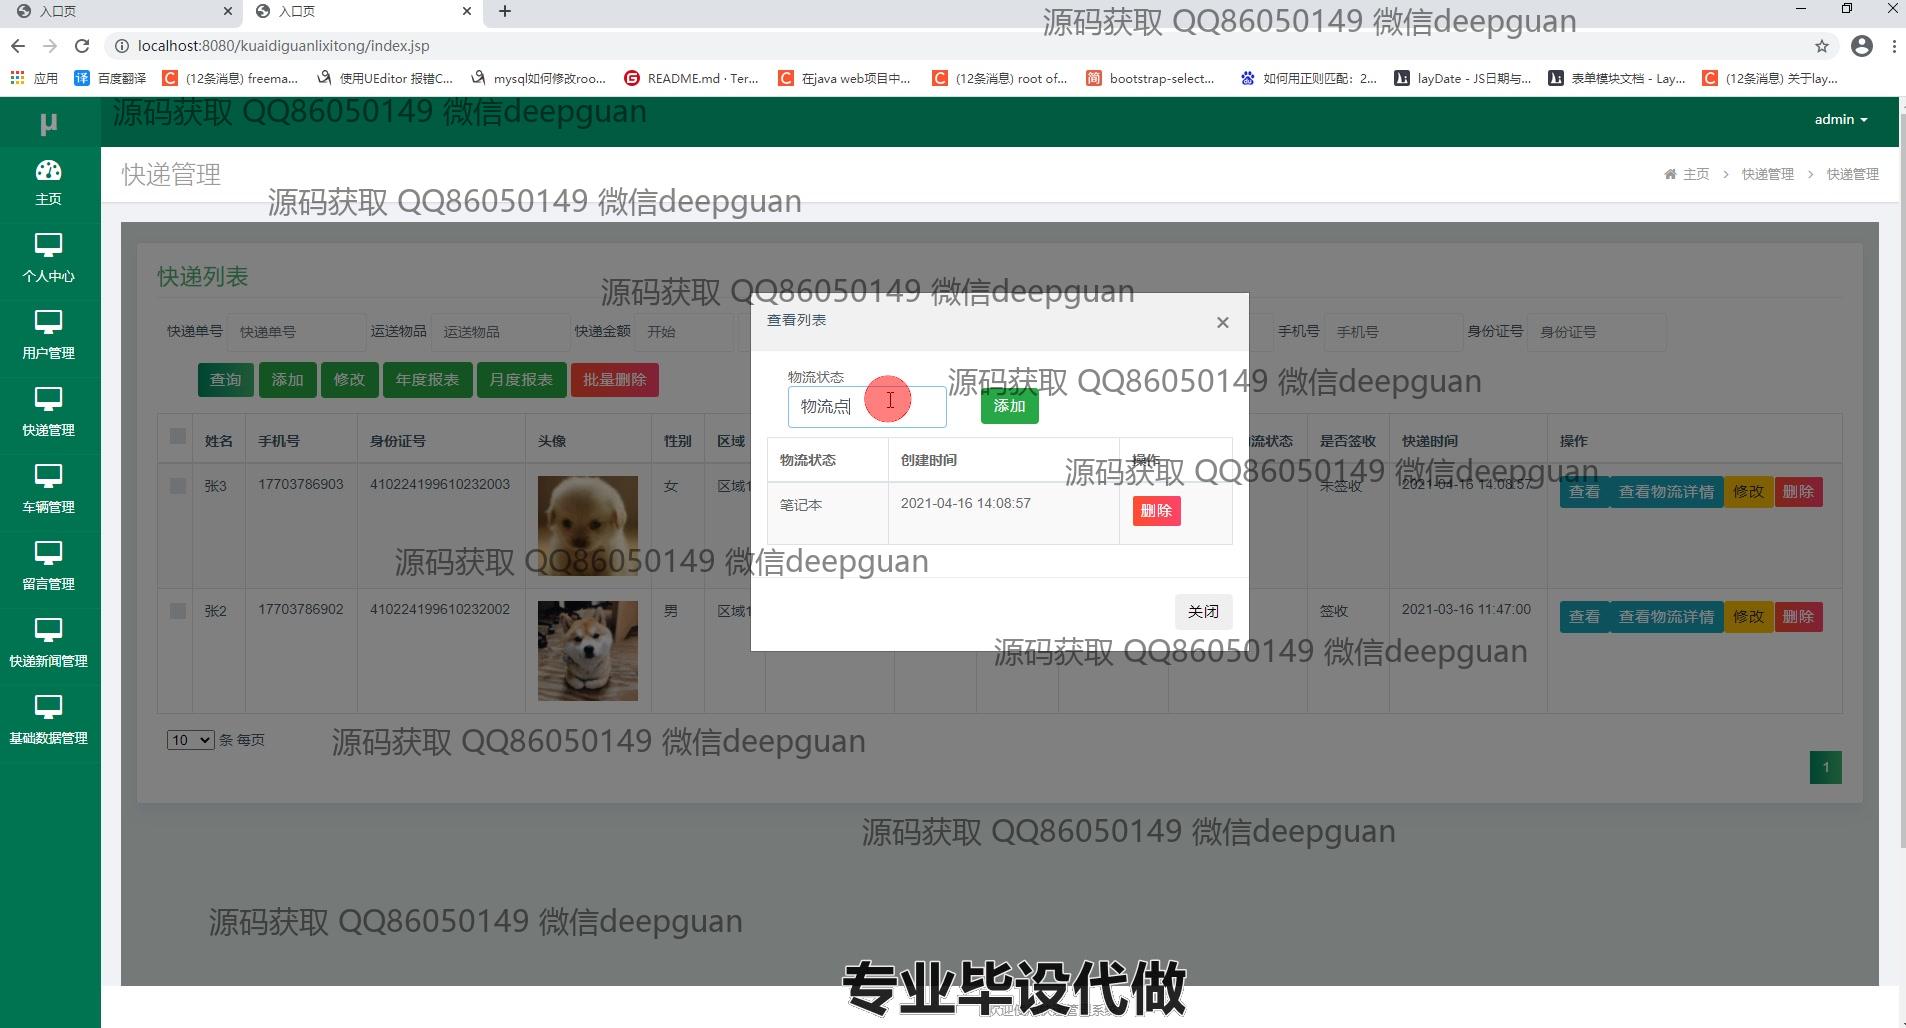 入口页
入口页
源码获取 QQ86050149 微信deepguan
localhost:8080/kuaidiguanlixitong/index.jsp
应用
百度翻译
(12条消息) freema...
使用UEditor 报错C...
mysql如何修改roo...
README.md · Ter...
在java web项目中...
(12条消息) root of...
bootstrap-select...
如何用正则匹配：2...
layDate - JS日期与...
表单模块文档 - Lay...
(12条消息) 关于lay...
μ
源码获取 QQ86050149 微信deepguan
admin
主页
个人中心
用户管理
快递管理
车辆管理
留言管理
快递新闻管理
基础数据管理
快递管理
主页 > 快递管理 > 快递管理
源码获取 QQ86050149 微信deepguan
快递列表
源码获取 QQ86050149 微信deepguan
快递单号 快递单号 运送物品 运送物品 快递金额 开始 手机号 手机号 身份证号 身份证号
查询 添加 修改 年度报表 月度报表 批量删除
查看列表 ×
物流状态
物流点 添加
源码获取 QQ86050149 微信deepguan
物流状态 创建时间 操作
笔记本 2021-04-16 14:08:57 删除
关闭
姓名 手机号 身份证号 头像 性别 区域 流状态 是否签收 快递时间 操作
源码获取 QQ86050149 微信deepguan
张3 17703786903 410224199610232003 女 区域1 未签收 2021-04-16 14:08:57 查看 查看物流详情 修改 删除
源码获取 QQ86050149 微信deepguan
张2 17703786902 410224199610232002 男 区域1 签收 2021-03-16 11:47:00 查看 查看物流详情 修改 删除
源码获取 QQ86050149 微信deepguan
10 条 每页
源码获取 QQ86050149 微信deepguan
1
源码获取 QQ86050149 微信deepguan
源码获取 QQ86050149 微信deepguan
专业毕设代做